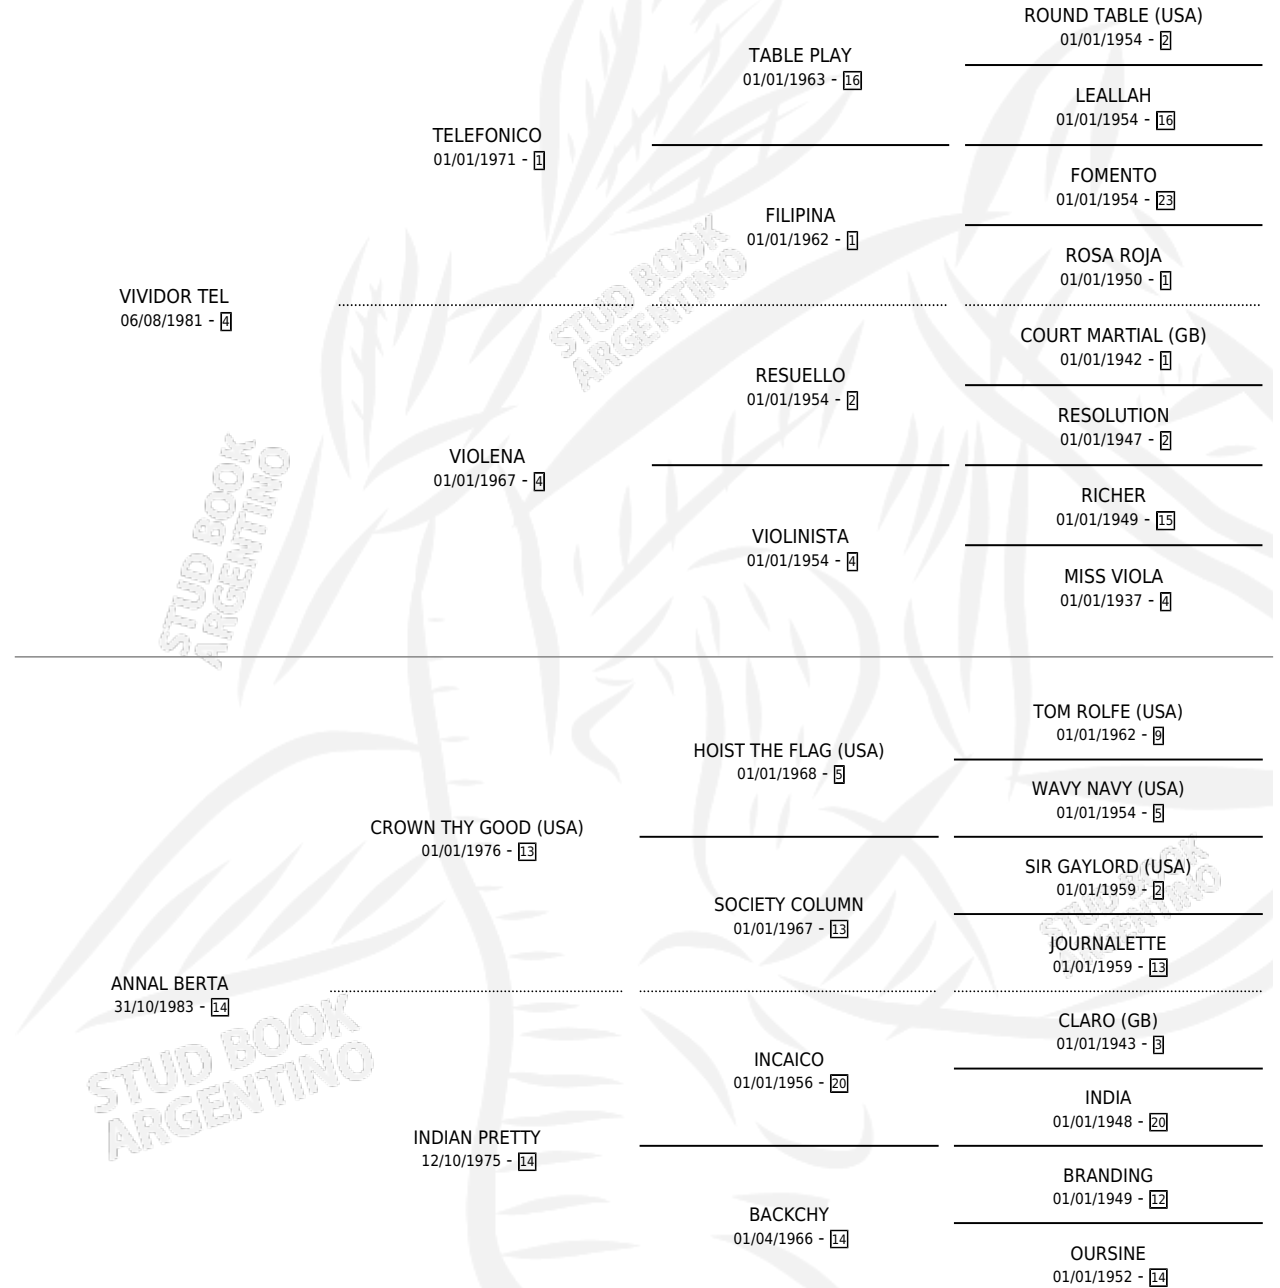 ROUND TABLE (USA)
01/01/1954 - 2
TABLE PLAY
01/01/1963 - 16
LEALLAH
01/01/1954 - 16
TELEFONICO
01/01/1971 - 1
FOMENTO
01/01/1954 - 23
FILIPINA
01/01/1962 - 1
ROSA ROJA
01/01/1950 - 1
VIVIDOR TEL
06/08/1981 - 4
STUD BOOK
ARGENTINO
COURT MARTIAL (GB)
01/01/1942 - 1
RESUELLO
01/01/1954 - 2
RESOLUTION
01/01/1947 - 2
VIOLENA
01/01/1967 - 4
RICHER
01/01/1949 - 15
VIOLINISTA
01/01/1954 - 4
MISS VIOLA
01/01/1937 - 4
STUD BOOK
ARGENTINO
TOM ROLFE (USA)
01/01/1962 - 9
HOIST THE FLAG (USA)
01/01/1968 - 5
WAVY NAVY (USA)
01/01/1954 - 5
CROWN THY GOOD (USA)
01/01/1976 - 13
SIR GAYLORD (USA)
01/01/1959 - 2
SOCIETY COLUMN
01/01/1967 - 13
STUD BOOK
ARGENTINO
JOURNALETTE
01/01/1959 - 13
ANNAL BERTA
31/10/1983 - 14
CLARO (GB)
01/01/1943 - 3
INCAICO
01/01/1956 - 20
INDIA
01/01/1948 - 20
STUD BOOK
ARGENTINO
INDIAN PRETTY
12/10/1975 - 14
BRANDING
01/01/1949 - 12
BACKCHY
01/04/1966 - 14
OURSINE
01/01/1952 - 14